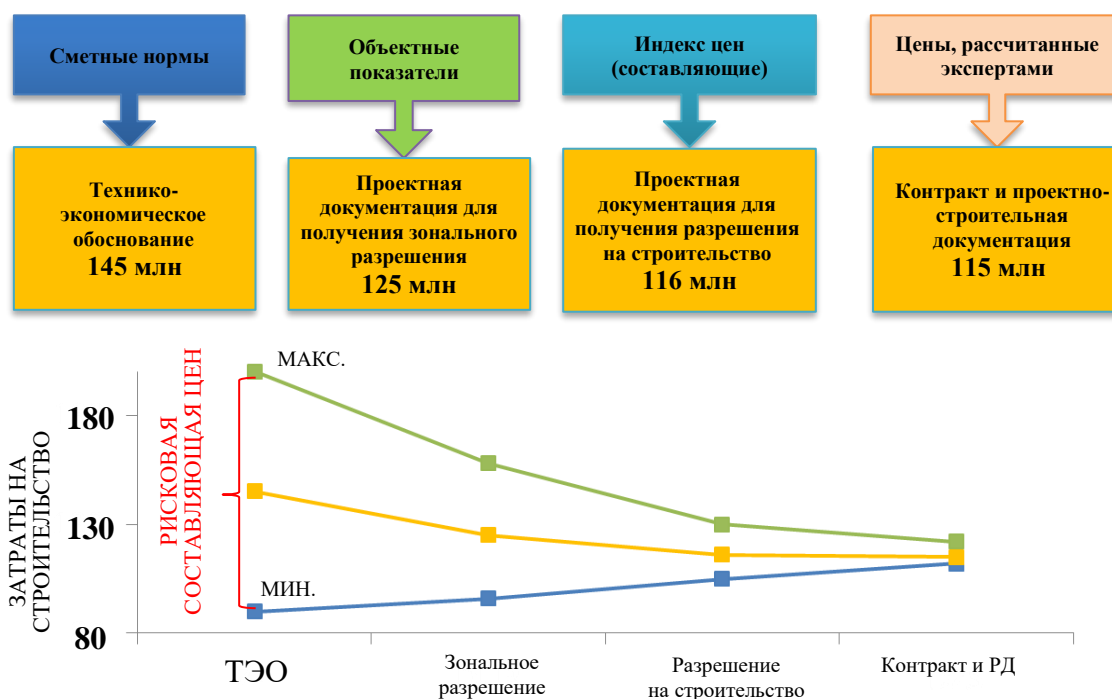 Сметные нормы
Объектные
показатели
Индекс цен
(составляющие)
Цены, рассчитанные
экспертами
Технико-
экономическое
обоснование
145 млн
Проектная
документация для
получения зонального
разрешения
125 млн
Проектная
документация для
получения разрешения
на строительство
116 млн
Контракт и проектно-
строительная
документация
115 млн
ЗАТРАТЫ НА
СТРОИТЕЛЬСТВО
180
130
80
РИСКОВАЯ
СОСТАВЛЯЮЩАЯ ЦЕН
МАКС.
МИН.
ТЭО
Зональное
разрешение
Разрешение
на строительство
Контракт и РД